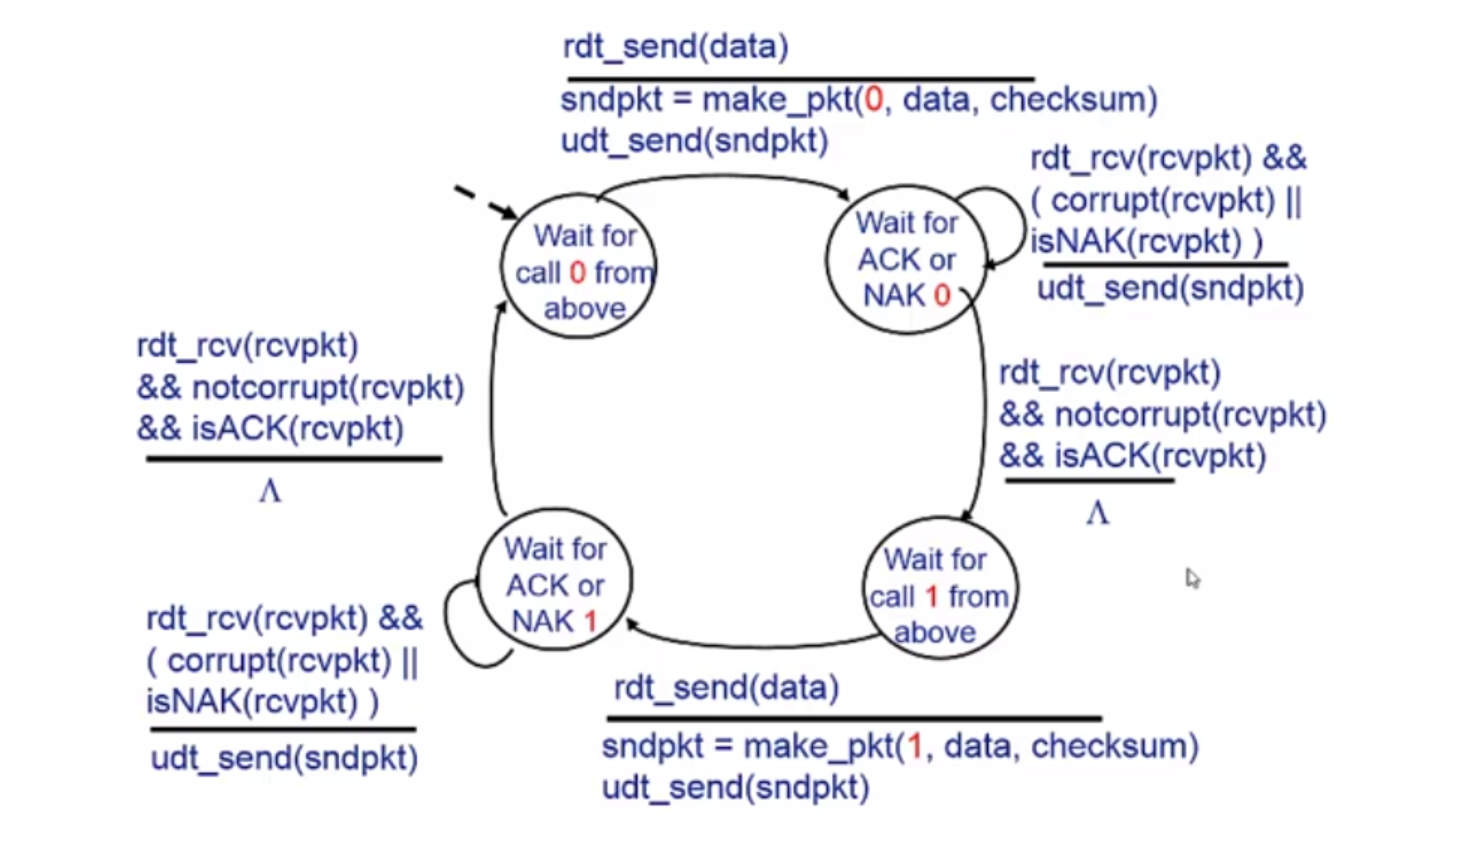 rdt_send(data)
sndpkt = make_pkt(0, data, checksum)
udt_send(sndpkt)
rdt_rcv(rcvpkt) &&
( corrupt(rcvpkt) ||
isNAK(rcvpkt) )
udt_send(sndpkt)
Wait for
call 0 from
above
Wait for
ACK or
NAK 0
rdt_rcv(rcvpkt)
&& notcorrupt(rcvpkt)
&& isACK(rcvpkt)
Λ
rdt_rcv(rcvpkt)
&& notcorrupt(rcvpkt)
&& isACK(rcvpkt)
Λ
Wait for
ACK or
NAK 1
Wait for
call 1 from
above
rdt_rcv(rcvpkt) &&
( corrupt(rcvpkt) ||
isNAK(rcvpkt) )
udt_send(sndpkt)
rdt_send(data)
sndpkt = make_pkt(1, data, checksum)
udt_send(sndpkt)